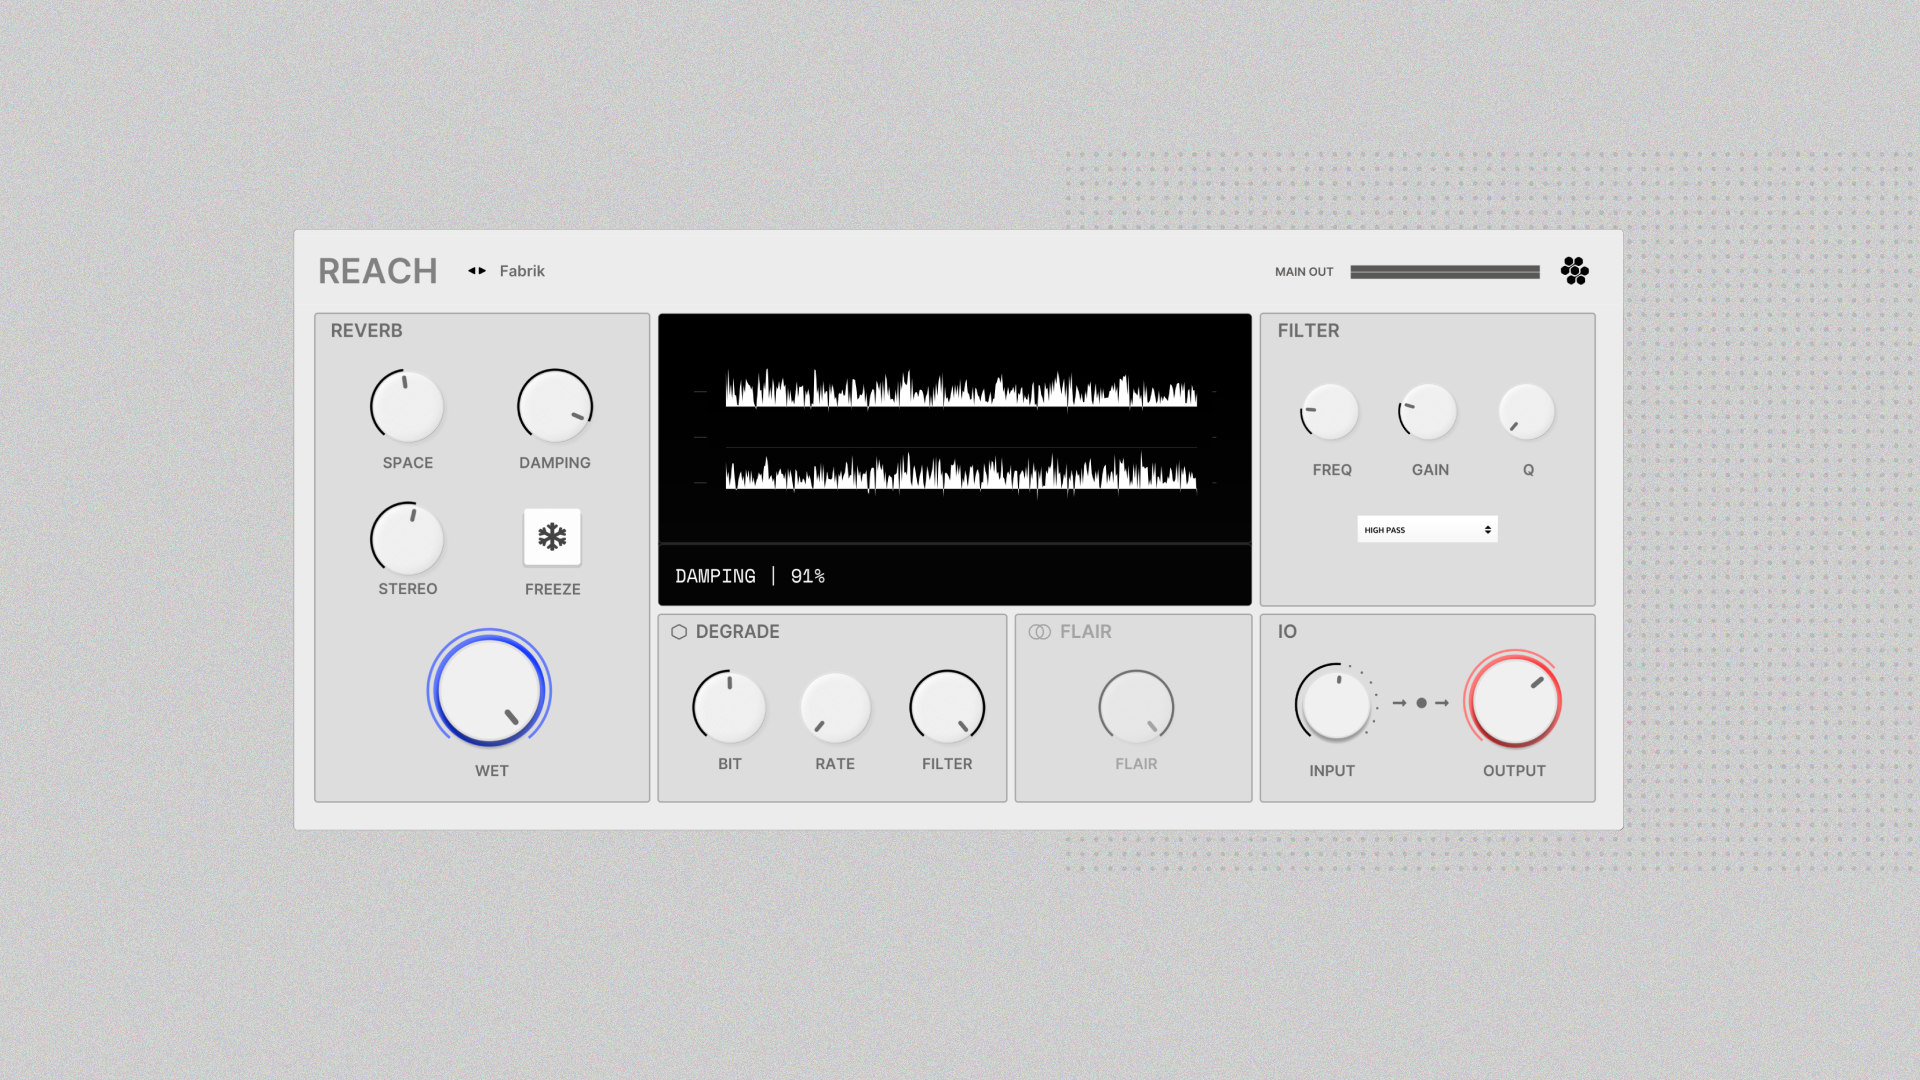 REACH
Fabrik
MAIN OUT
REVERB
SPACE
DAMPING
STEREO
FREEZE
WET
DAMPING | 91%
DEGRADE
BIT
RATE
FILTER
FLAIR
FLAIR
FILTER
FREQ
GAIN
Q
HIGH PASS
IO
INPUT
OUTPUT